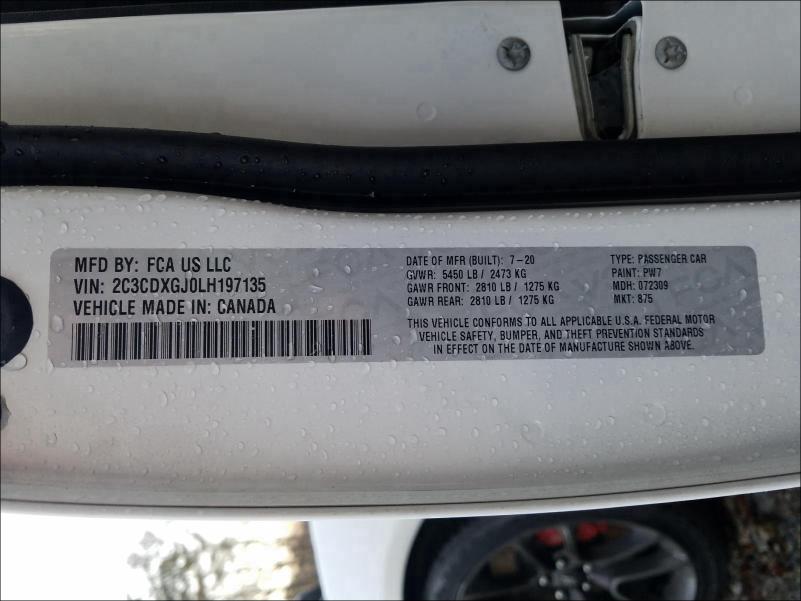 MFD BY: FCA US LLC
VIN: 2C3CDXGJ0LH197135
VEHICLE MADE IN: CANADA
DATE OF MFR (BUILT): 7-20
GVWR: 5450 LB / 2473 KG
GAWR FRONT: 2810 LB / 1275 KG
GAWR REAR: 2810 LB / 1275 KG
TYPE: PASSENGER CAR
PAINT: PW7
MDH: 072309
MKT: 875
THIS VEHICLE CONFORMS TO ALL APPLICABLE U.S.A. FEDERAL MOTOR
VEHICLE SAFETY, BUMPER, AND THEFT PREVENTION STANDARDS
IN EFFECT ON THE DATE OF MANUFACTURE SHOWN ABOVE.